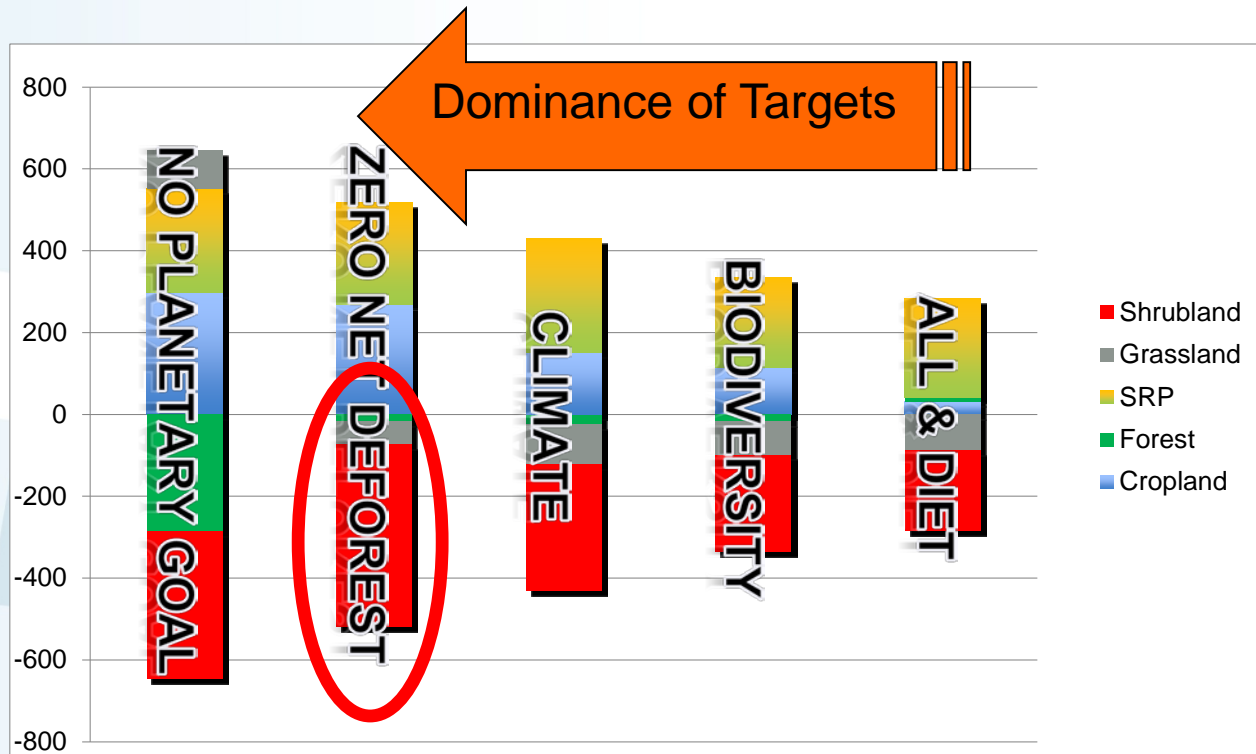 Dominance of Targets
800
600
400
200
0
-200
-400
-600
-800
NO PLANETARY GOAL
ZERO NET DEFOREST
CLIMATE
BIODIVERSITY
ALL & DIET
Shrubland
Grassland
SRP
Forest
Cropland